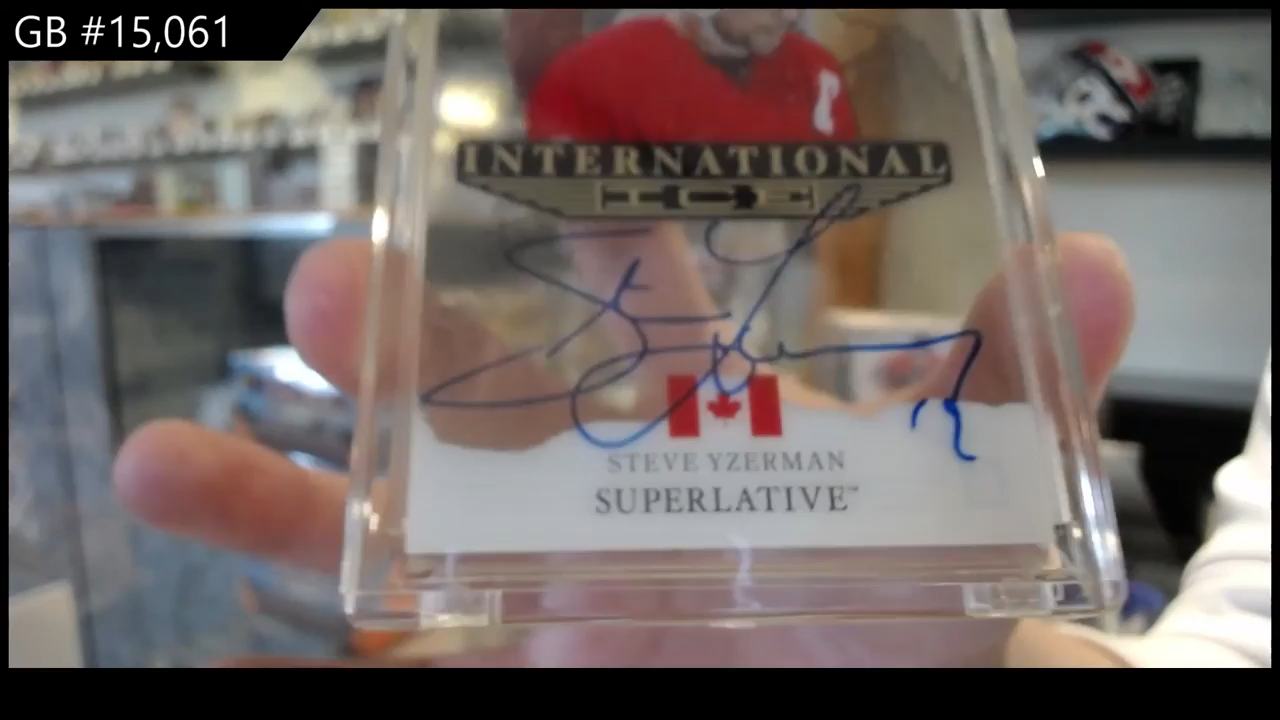 GB #15,061
INTERNATIONAL
ICE
STEVE YZERMAN
SUPERLATIVE™